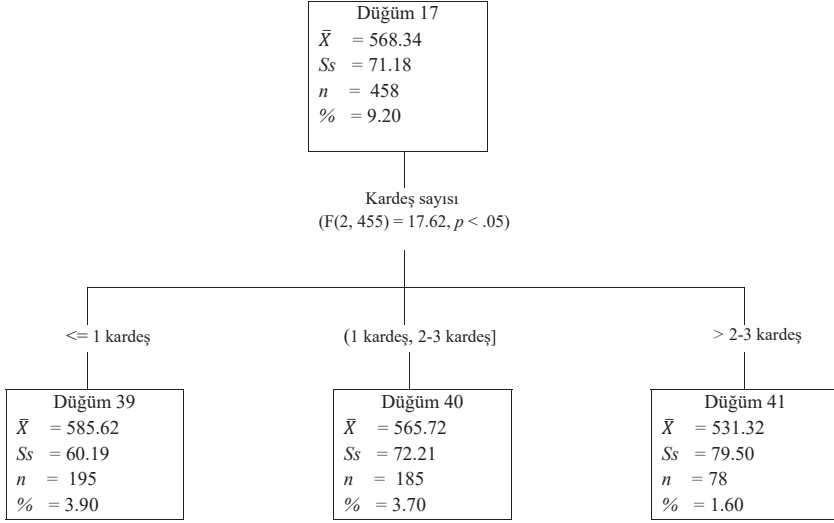 Düğüm 17
X̄ = 568.34
Ss = 71.18
n = 458
% = 9.20
Kardeş sayısı
(F(2, 455) = 17.62, p < .05)
<= 1 kardeş
(1 kardeş, 2-3 kardeş]
> 2-3 kardeş
Düğüm 39
X̄ = 585.62
Ss = 60.19
n = 195
% = 3.90
Düğüm 40
X̄ = 565.72
Ss = 72.21
n = 185
% = 3.70
Düğüm 41
X̄ = 531.32
Ss = 79.50
n = 78
% = 1.60